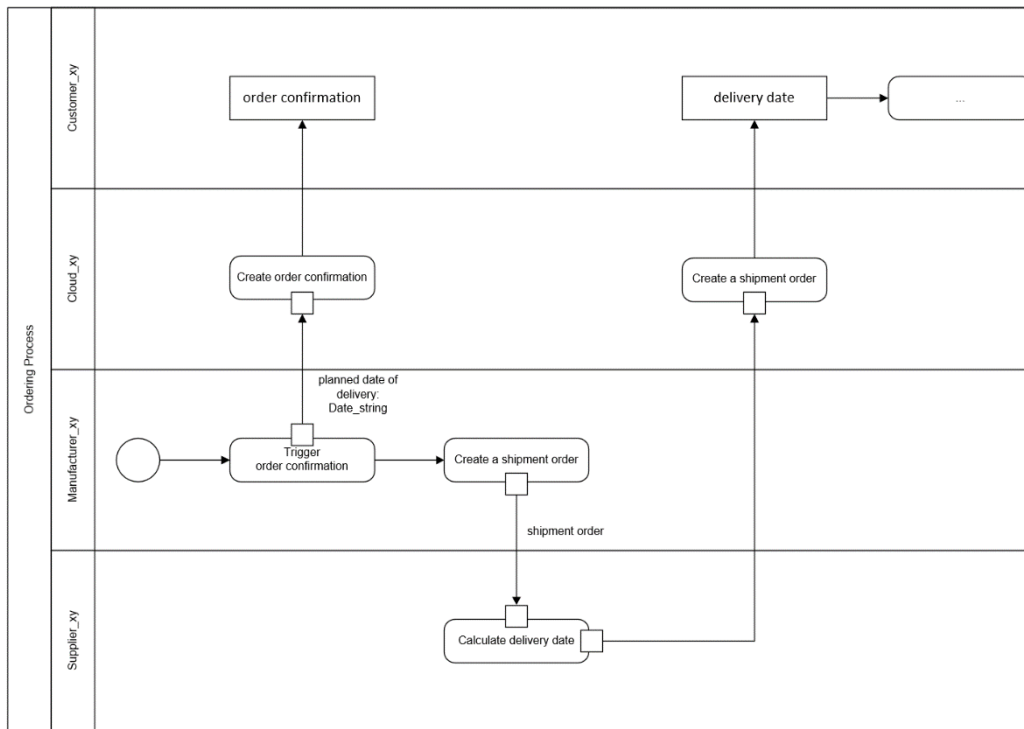 Ordering Process
Customer_xy
order confirmation
delivery date
...
Cloud_xy
Create order confirmation
Create a shipment order
Manufacturer_xy
planned date of
delivery:
Date_string
Trigger
order confirmation
Create a shipment order
shipment order
Supplier_xy
Calculate delivery date